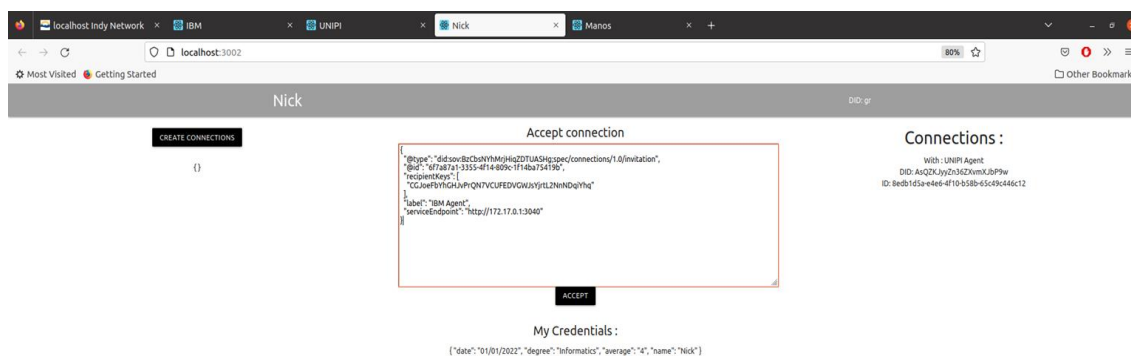 localhost Indy Network
IBM
UNIPI
Nick
Manos
localhost:3002
80%
Most Visited
Getting Started
Other Bookmark
Nick
DID: gr
CREATE CONNECTIONS
{}
Accept connection
{
"@type": "did:sov:BzCbsNYhMrjHiqZDTUASHg;spec/connections/1.0/invitation",
"@id": "6f7a87a1-3355-4f14-809c-1f14ba75419b",
"recipientKeys": [
"CGJoeFbYhGHJvPrQN7VCUFEDVGWJsYjrtL2NnNDqiYhq"
],
"label": "IBM Agent",
"serviceEndpoint": "http://172.17.0.1:3040"
}
ACCEPT
Connections :
With : UNIPI Agent
DID: AsQZKJyyZn36ZXvmXJbP9w
ID: 8edb1d5a-e4e6-4f10-b58b-65c49c446c12
My Credentials :
{ "date": "01/01/2022", "degree": "Informatics", "average": "4", "name": "Nick" }